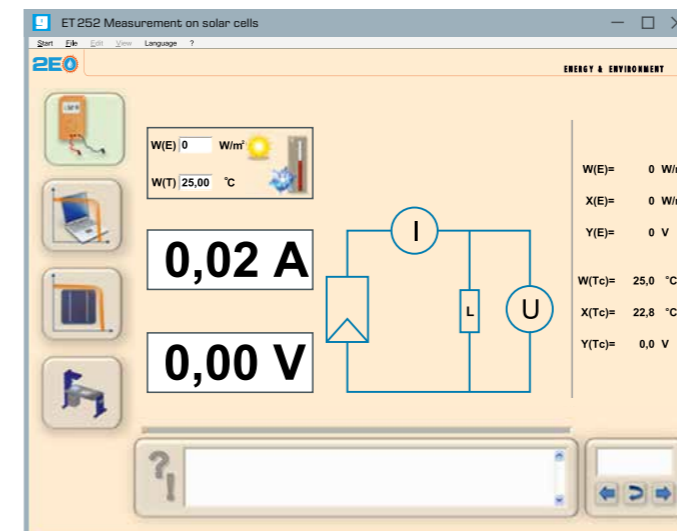 ET 252 Measurement on solar cells
Start File Edit View Language ?
2E
ENERGY & ENVIRONMENT
W(E) 0 W/m²
W(T) 25,00 °C
0,02 A
0,00 V
I
L
U
W(E)= 0 W/
X(E)= 0 W/
Y(E)= 0 V
W(Tc)= 25,0 °C
X(Tc)= 22,8 °C
Y(Tc)= 0,0 V
?!